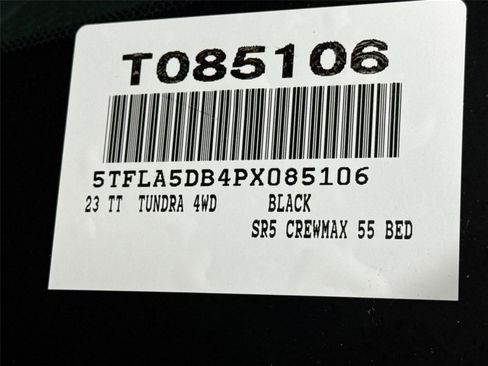 T085106
5TFLA5DB4PX085106
23 TT TUNDRA 4WD BLACK
SR5 CREWMAX 55 BED